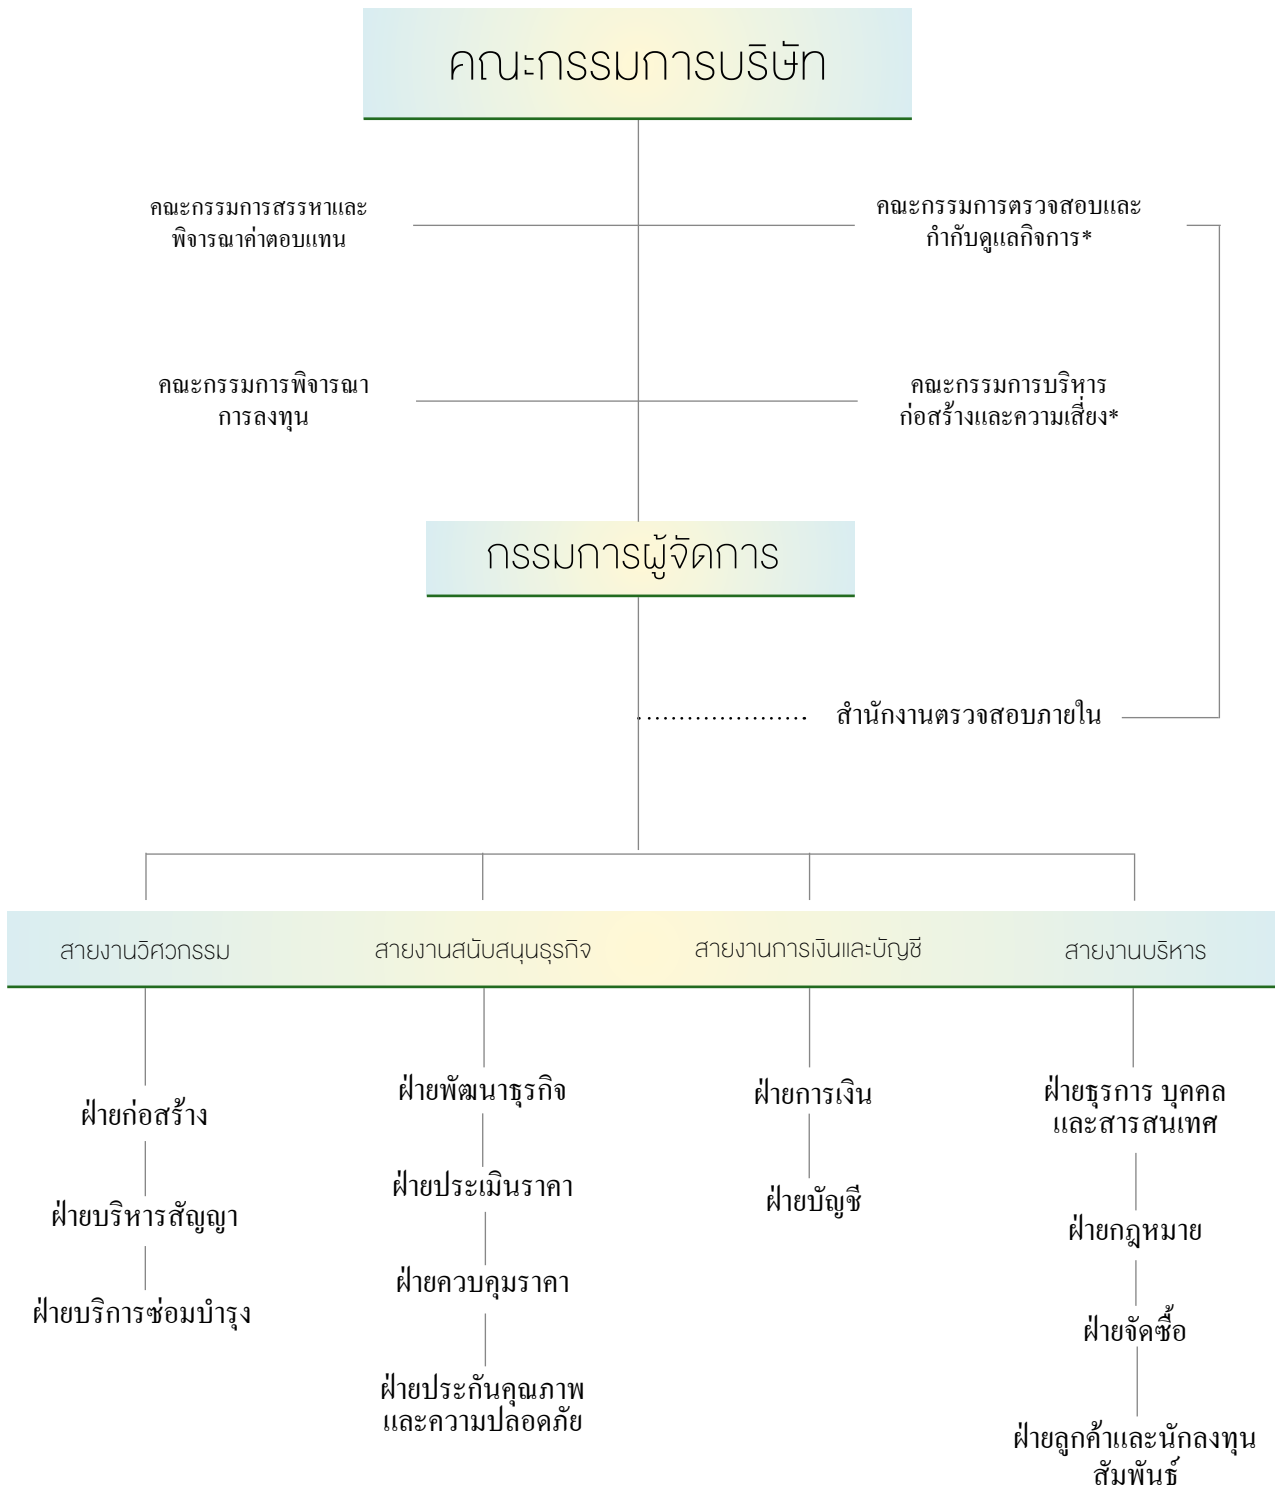 คณะกรรมการบริษัท
คณะกรรมการสรรหาและ
พิจารณาค่าตอบแทน
คณะกรรมการตรวจสอบและ
กำกับดูแลกิจการ*
คณะกรรมการพิจารณา
การลงทุน
คณะกรรมการบริหาร
ก่อสร้างและความเสี่ยง*
กรรมการผู้จัดการ
สำนักงานตรวจสอบภายใน
สายงานวิศวกรรม
สายงานสนับสนุนธุรกิจ
สายงานการเงินและบัญชี
สายงานบริหาร
ฝ่ายก่อสร้าง
ฝ่ายบริหารสัญญา
ฝ่ายบริการซ่อมบำรุง
ฝ่ายพัฒนาธุรกิจ
ฝ่ายประเมินราคา
ฝ่ายควบคุมราคา
ฝ่ายประกันคุณภาพ
และความปลอดภัย
ฝ่ายการเงิน
ฝ่ายบัญชี
ฝ่ายธุรการ บุคคล
และสารสนเทศ
ฝ่ายกฎหมาย
ฝ่ายจัดซื้อ
ฝ่ายลูกค้าและนักลงทุน
สัมพันธ์